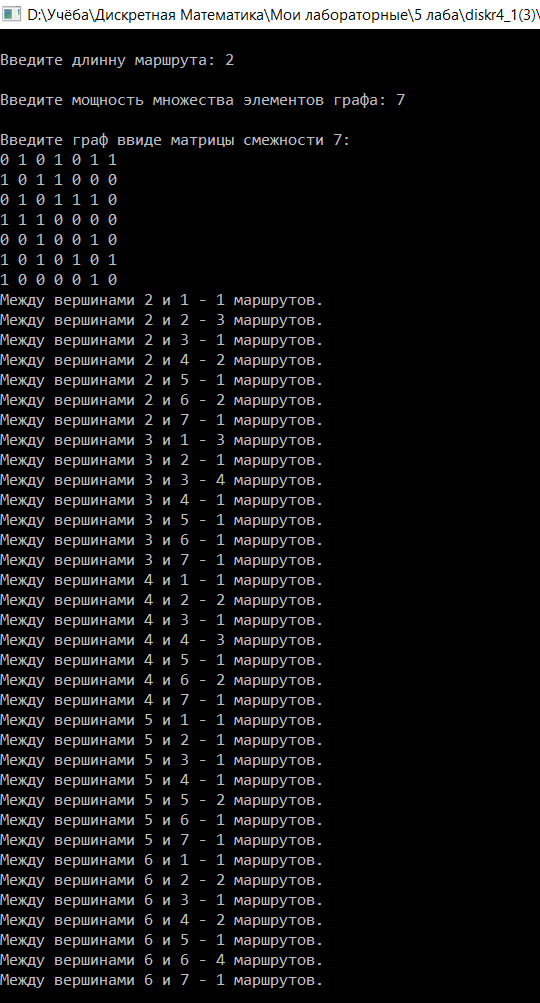 D:\Учёба\Дискретная Математика\Мои лабораторные\5 лаба\diskr4_1(3)\
Введите длинну маршрута: 2
Введите мощность множества элементов графа: 7
Введите граф ввиде матрицы смежности 7:
0 1 0 1 0 1 1
1 0 1 1 0 0 0
0 1 0 1 1 1 0
1 1 1 0 0 0 0
0 0 1 0 0 1 0
1 0 1 0 1 0 1
1 0 0 0 0 1 0
Между вершинами 2 и 1 - 1 маршрутов.
Между вершинами 2 и 2 - 3 маршрутов.
Между вершинами 2 и 3 - 1 маршрутов.
Между вершинами 2 и 4 - 2 маршрутов.
Между вершинами 2 и 5 - 1 маршрутов.
Между вершинами 2 и 6 - 2 маршрутов.
Между вершинами 2 и 7 - 1 маршрутов.
Между вершинами 3 и 1 - 3 маршрутов.
Между вершинами 3 и 2 - 1 маршрутов.
Между вершинами 3 и 3 - 4 маршрутов.
Между вершинами 3 и 4 - 1 маршрутов.
Между вершинами 3 и 5 - 1 маршрутов.
Между вершинами 3 и 6 - 1 маршрутов.
Между вершинами 3 и 7 - 1 маршрутов.
Между вершинами 4 и 1 - 1 маршрутов.
Между вершинами 4 и 2 - 2 маршрутов.
Между вершинами 4 и 3 - 1 маршрутов.
Между вершинами 4 и 4 - 3 маршрутов.
Между вершинами 4 и 5 - 1 маршрутов.
Между вершинами 4 и 6 - 2 маршрутов.
Между вершинами 4 и 7 - 1 маршрутов.
Между вершинами 5 и 1 - 1 маршрутов.
Между вершинами 5 и 2 - 1 маршрутов.
Между вершинами 5 и 3 - 1 маршрутов.
Между вершинами 5 и 4 - 1 маршрутов.
Между вершинами 5 и 5 - 2 маршрутов.
Между вершинами 5 и 6 - 1 маршрутов.
Между вершинами 5 и 7 - 1 маршрутов.
Между вершинами 6 и 1 - 1 маршрутов.
Между вершинами 6 и 2 - 2 маршрутов.
Между вершинами 6 и 3 - 1 маршрутов.
Между вершинами 6 и 4 - 2 маршрутов.
Между вершинами 6 и 5 - 1 маршрутов.
Между вершинами 6 и 6 - 4 маршрутов.
Между вершинами 6 и 7 - 1 маршрутов.